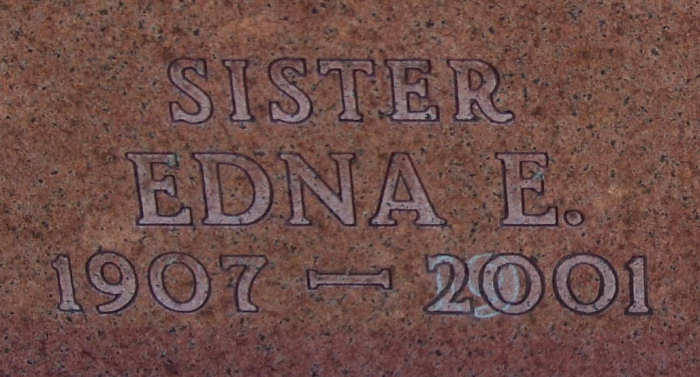 SISTER
EDNA E.
1907 — 2001